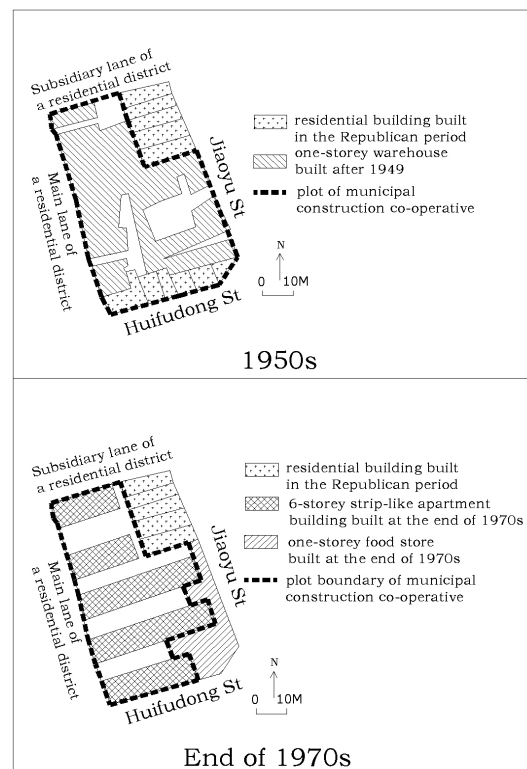 Subsidiary lane of
a residential district
Main lane of
a residential district
Jiaoyu St
Huifudong St
residential building built
in the Republican period
one-storey warehouse
built after 1949
plot of municipal
construction co-operative
N
0 10M
1950s
Subsidiary lane of
a residential district
Main lane of
a residential district
Jiaoyu St
Huifudong St
residential building built
in the Republican period
6-storey strip-like apartment
building built at the end of 1970s
one-storey food store
built at the end of 1970s
plot boundary of municipal
construction co-operative
N
0 10M
End of 1970s